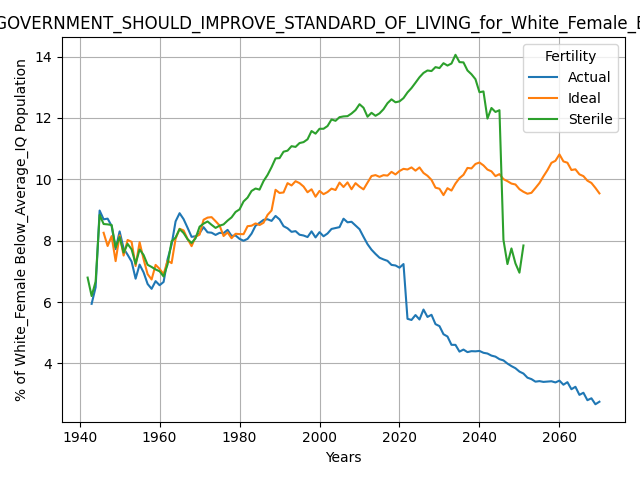 GOVERNMENT_SHOULD_IMPROVE_STANDARD_OF_LIVING_for_White_Female_
% of White_Female Below_Average_IQ Population
14
12
10
8
6
4
Fertility
Actual
Ideal
Sterile
1940 1960 1980 2000 2020 2040 2060
Years